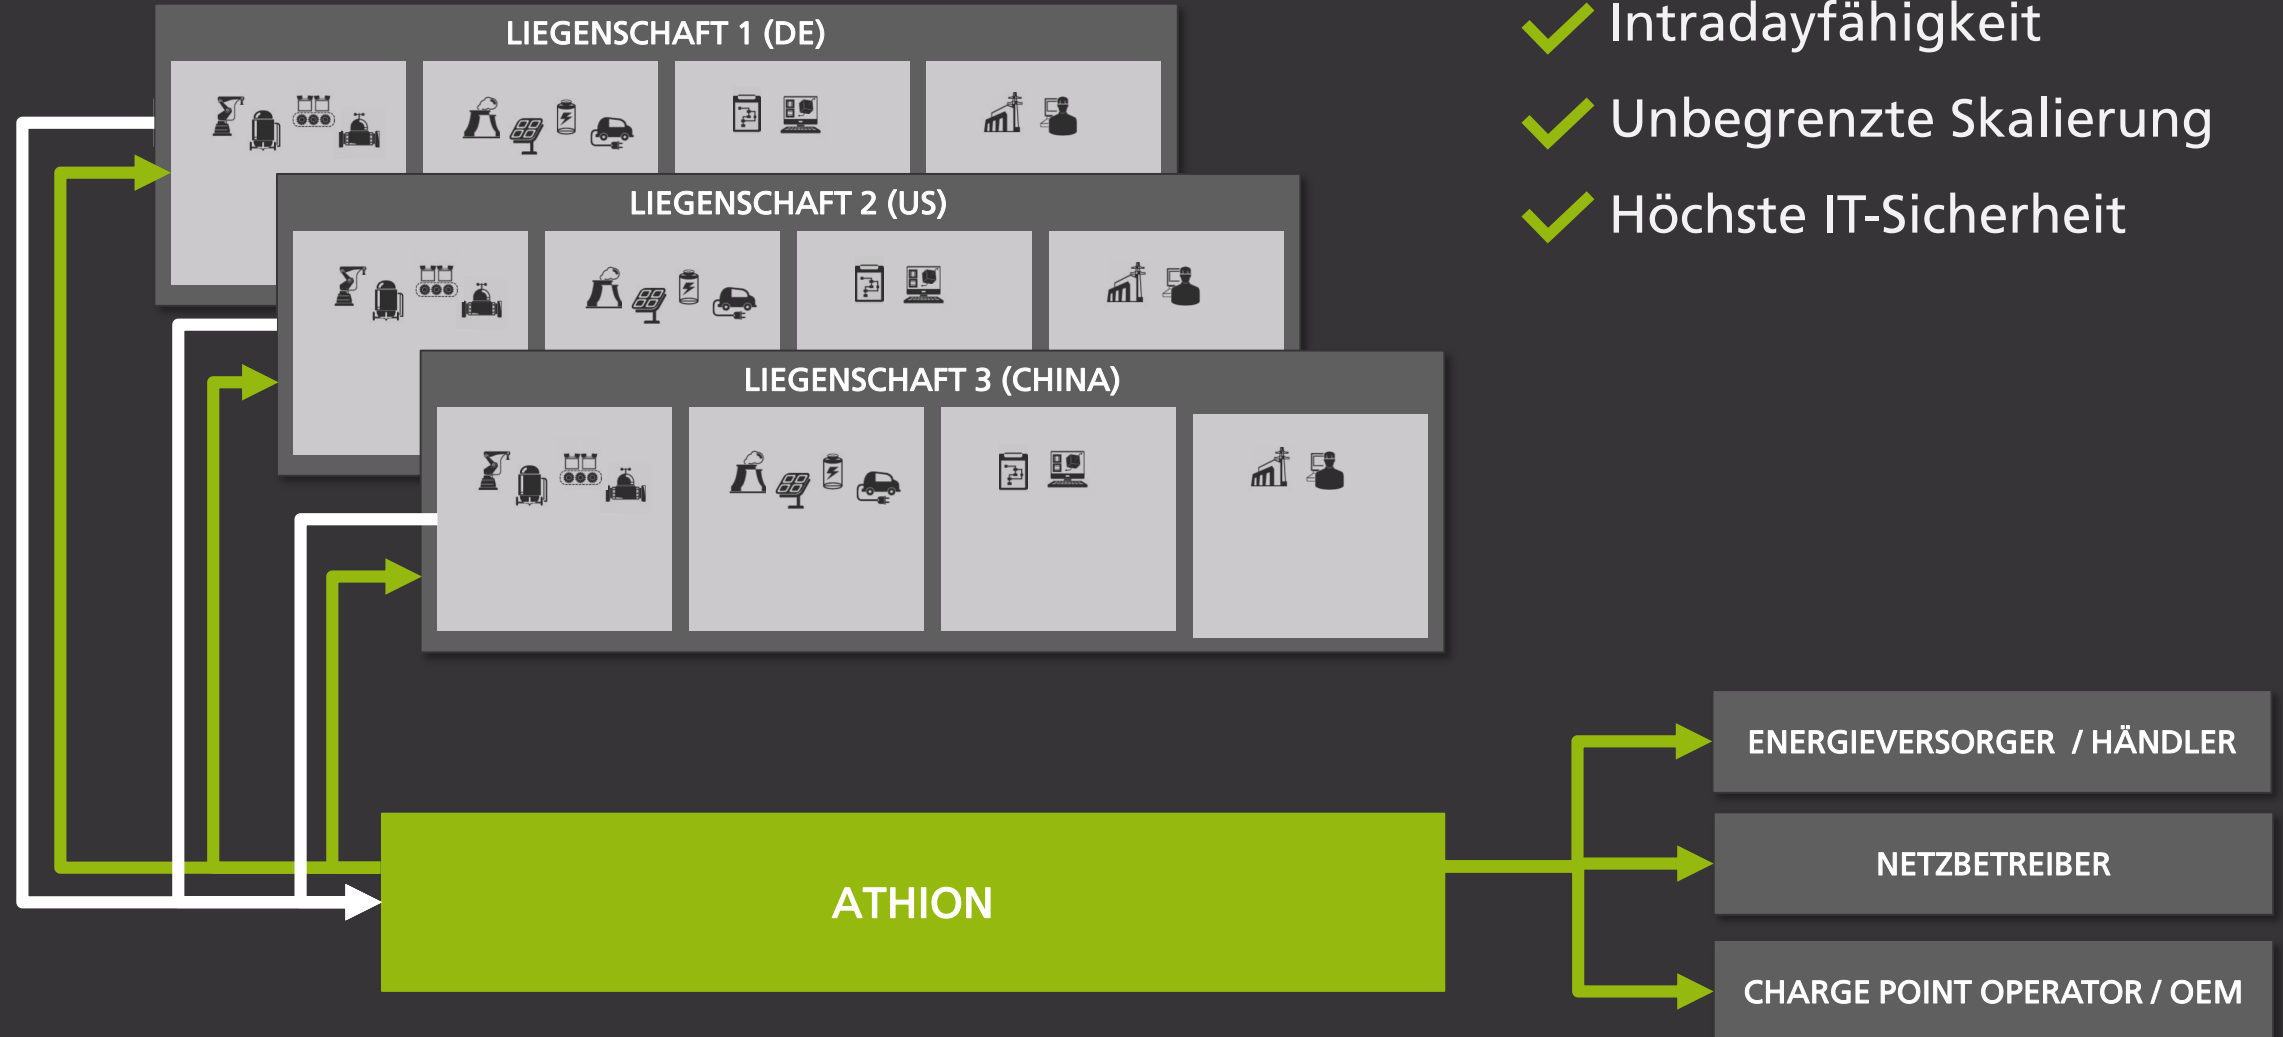 LIEGENSCHAFT 1 (DE)
LIEGENSCHAFT 2 (US)
LIEGENSCHAFT 3 (CHINA)
Intradayfähigkeit
Unbegrenzte Skalierung
Höchste IT-Sicherheit
ATHION
ENERGIEVERSORGER / HÄNDLER
NETZBETREIBER
CHARGE POINT OPERATOR / OEM